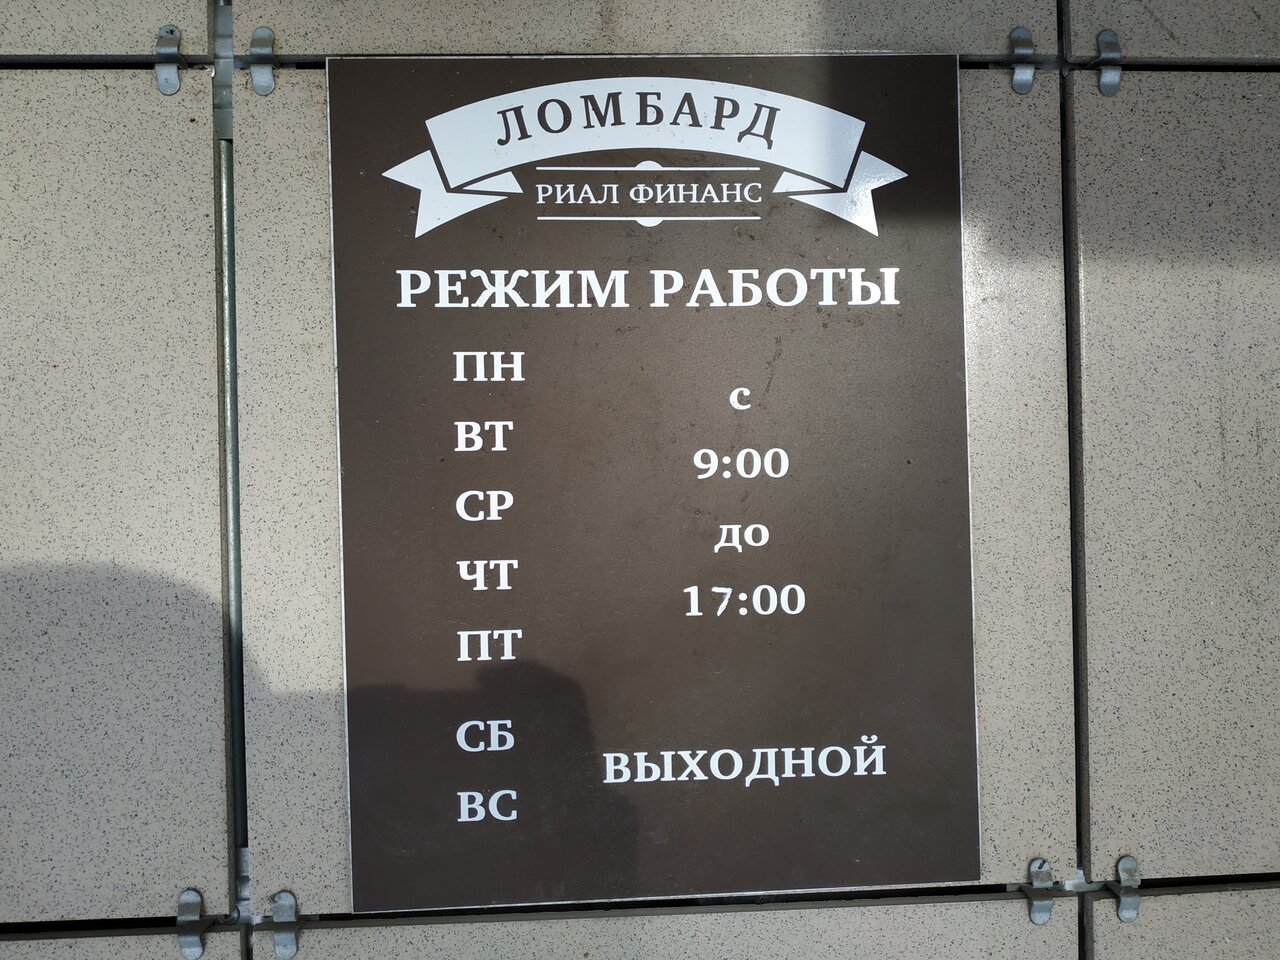 ЛОМБАРД
РИАЛ ФИНАНС
РЕЖИМ РАБОТЫ
ПН
ВТ
СР
ЧТ
ПТ
с
9:00
до
17:00
СБ
ВС
ВЫХОДНОЙ